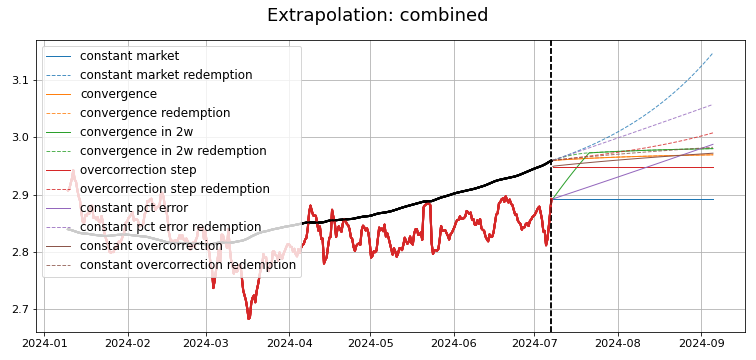 Extrapolation: combined
constant market
constant market redemption
convergence
convergence redemption
convergence in 2w
convergence in 2w redemption
overcorrection step
overcorrection step redemption
constant pct error
constant pct error redemption
constant overcorrection
constant overcorrection redemption
3.1
3.0
2.9
2.8
2.7
2024-01 2024-02 2024-03 2024-04 2024-05 2024-06 2024-07 2024-08 2024-09